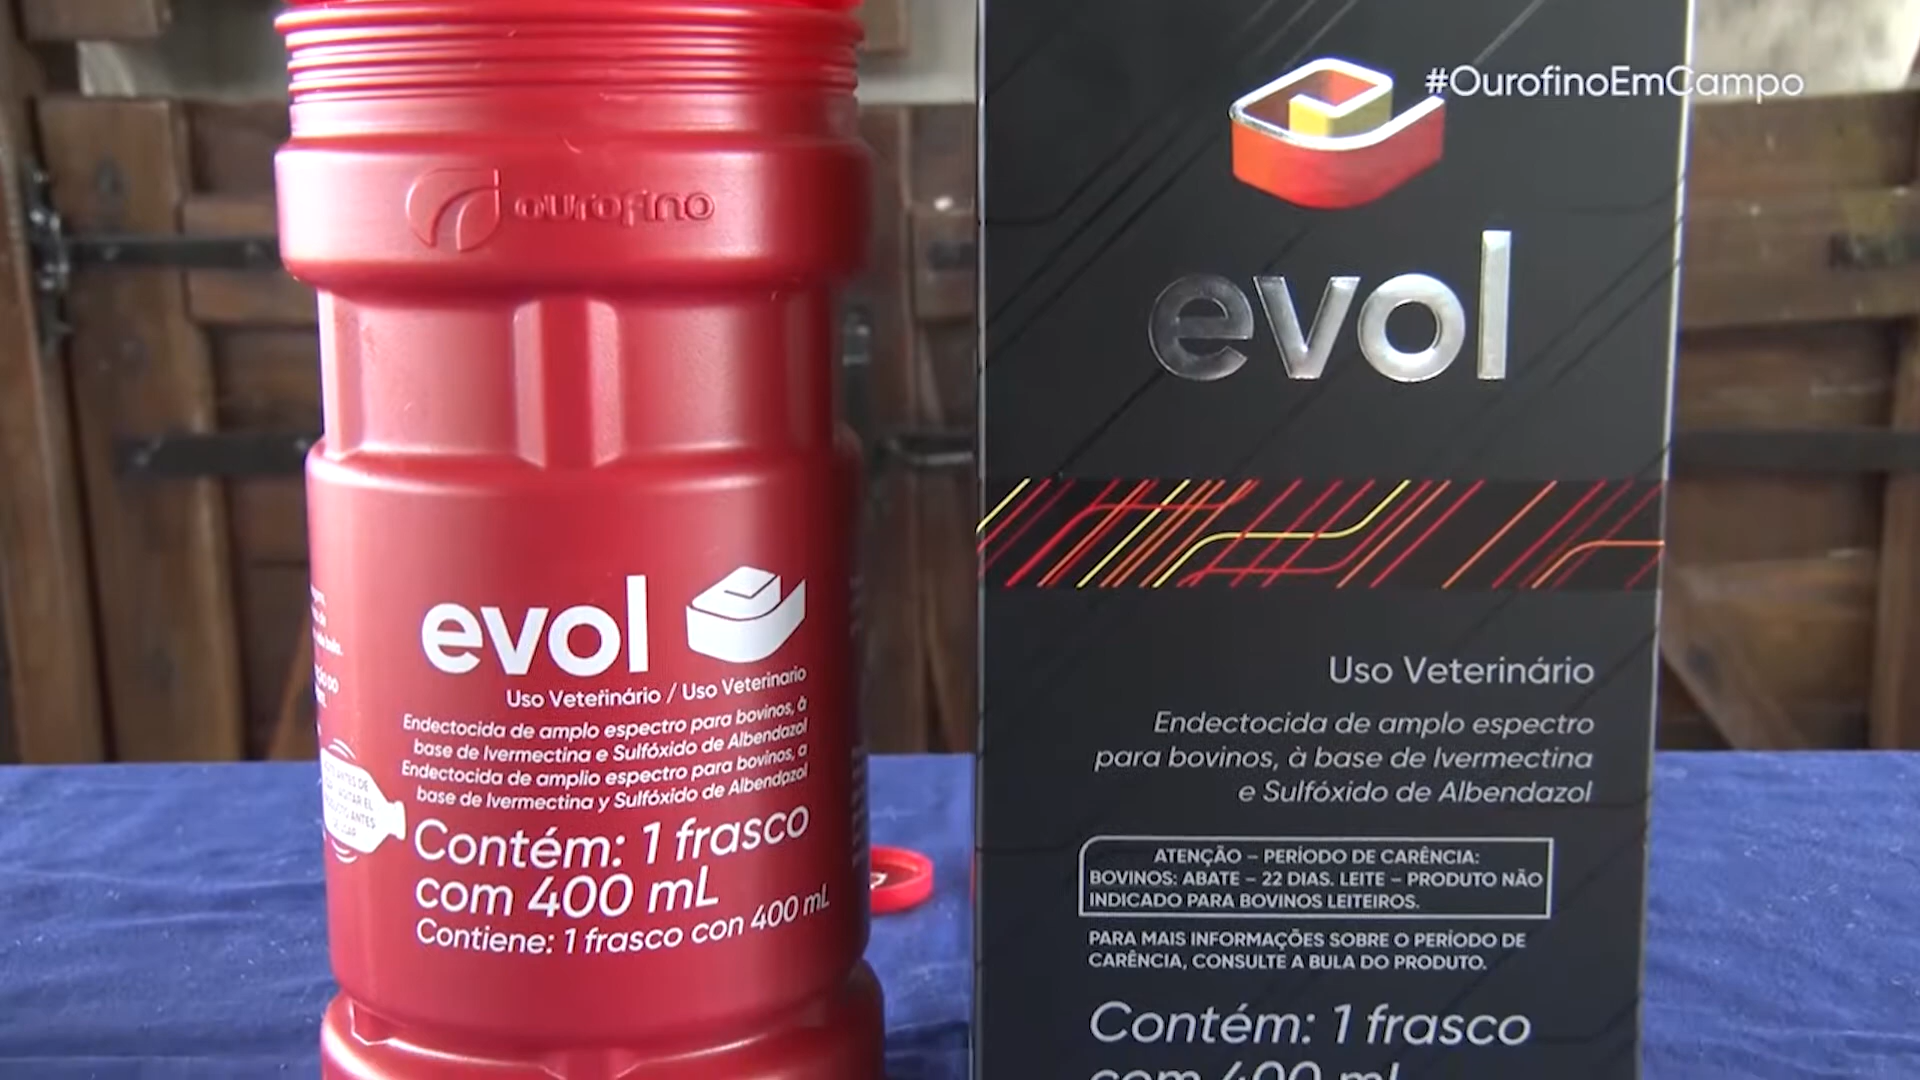 ourofino
evol
Uso Veterinário / Uso Veterinario
Endectocida de amplo espectro para bovinos, à
base de Ivermectina e Sulfóxido de Albendazol
Endectocida de amplio espectro para bovinos, a
base de Ivermectina y Sulfóxido de Albendazol
Contém: 1 frasco
com 400 mL
Contiene: 1 frasco con 400 mL
#OurofinoEmCampo
evol
Uso Veterinário
Endectocida de amplo espectro
para bovinos, à base de Ivermectina
e Sulfóxido de Albendazol
ATENÇÃO – PERÍODO DE CARÊNCIA:
BOVINOS: ABATE – 22 DIAS. LEITE – PRODUTO NÃO
INDICADO PARA BOVINOS LEITEIROS.
PARA MAIS INFORMAÇÕES SOBRE O PERÍODO DE
CARÊNCIA, CONSULTE A BULA DO PRODUTO.
Contém: 1 frasco
com 400 mL